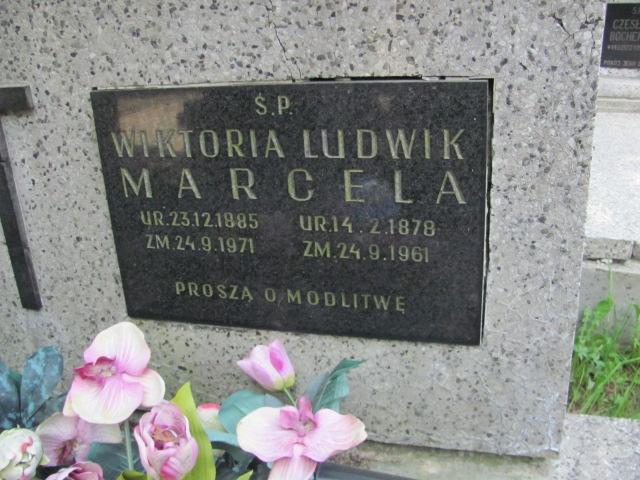 Ś.P.
WIKTORIA LUDWIK
MARCELA
UR.23.12.1885 UR.14.2.1878
ZM.24.9.1971 ZM.24.9.1961
PROSZĄ O MODLITWĘ